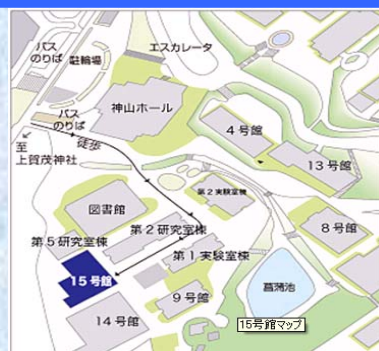 バス
のりば
駐輪場
エスカレータ
バス
のりば
神山ホール
徒歩
至
上賀茂神社
4号館
13号館
図書館
第2実験室棟
第2研究室棟
8号館
第5研究室棟
第1実験室棟
15号館
9号館
菖蒲池
14号館
15号館マップ